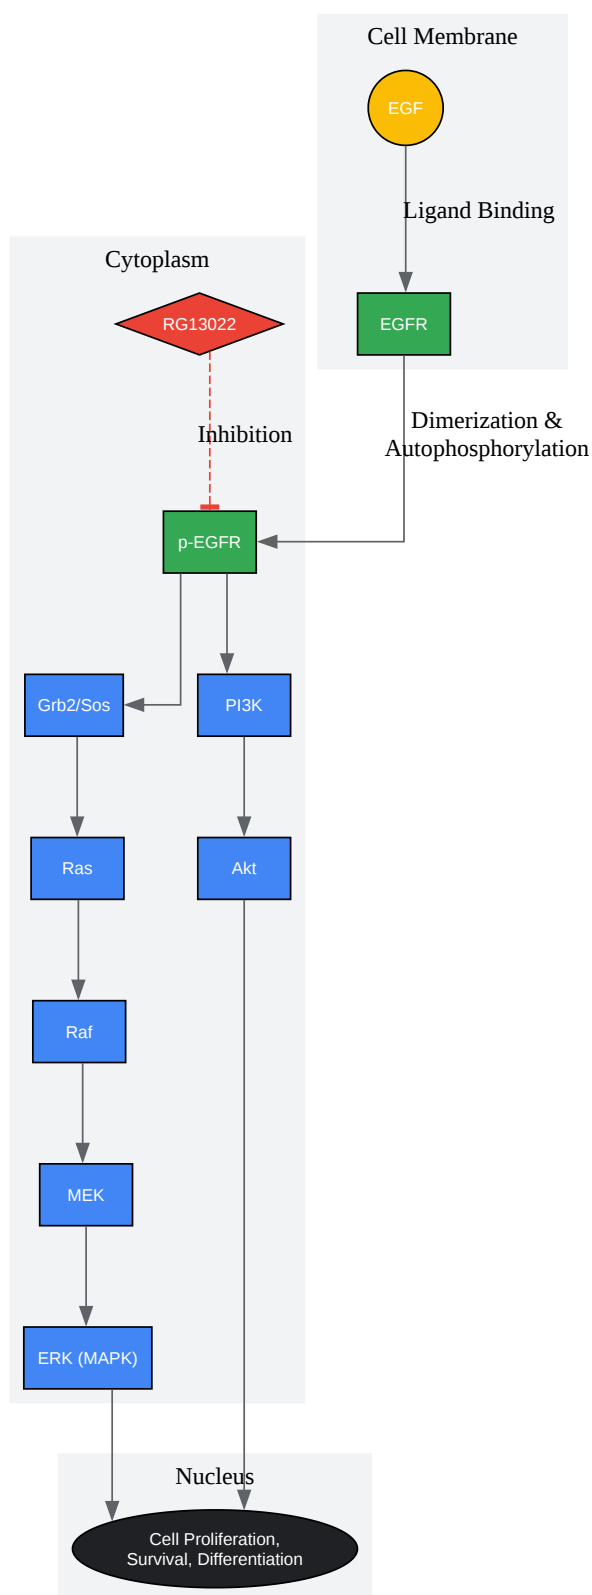 Cell Membrane
EGF
Ligand Binding
EGFR
Cytoplasm
RG13022
Inhibition
Dimerization &
Autophosphorylation
p-EGFR
Grb2/Sos
PI3K
Ras
Akt
Raf
MEK
ERK (MAPK)
Nucleus
Cell Proliferation,
Survival, Differentiation